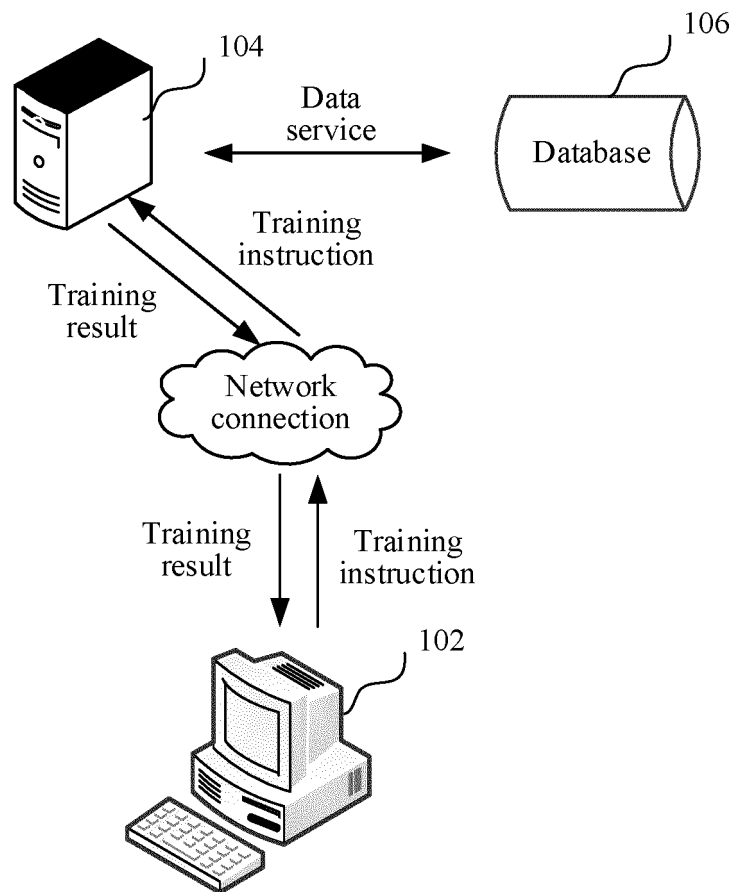 104
106
Data
service
Database
Training
instruction
Training
result
Network
connection
Training
result
Training
instruction
102